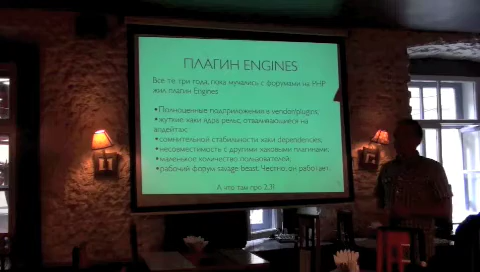 ПЛАГИН ENGINES
Все те три года, пока мучились с форумами на PHP
жил плагин Engines
•Полноценные подприложения в vendor/plugins;
•жуткие хаки ядра рельс, отваливающиеся на
апдейтах;
•сомнительной стабильности хаки dependencies;
•несовместимость с другими хаковыми плагинами;
•маленькое количество пользователей;
•рабочий форум savage beast. Честно, он работает.
А что там про 2.3?